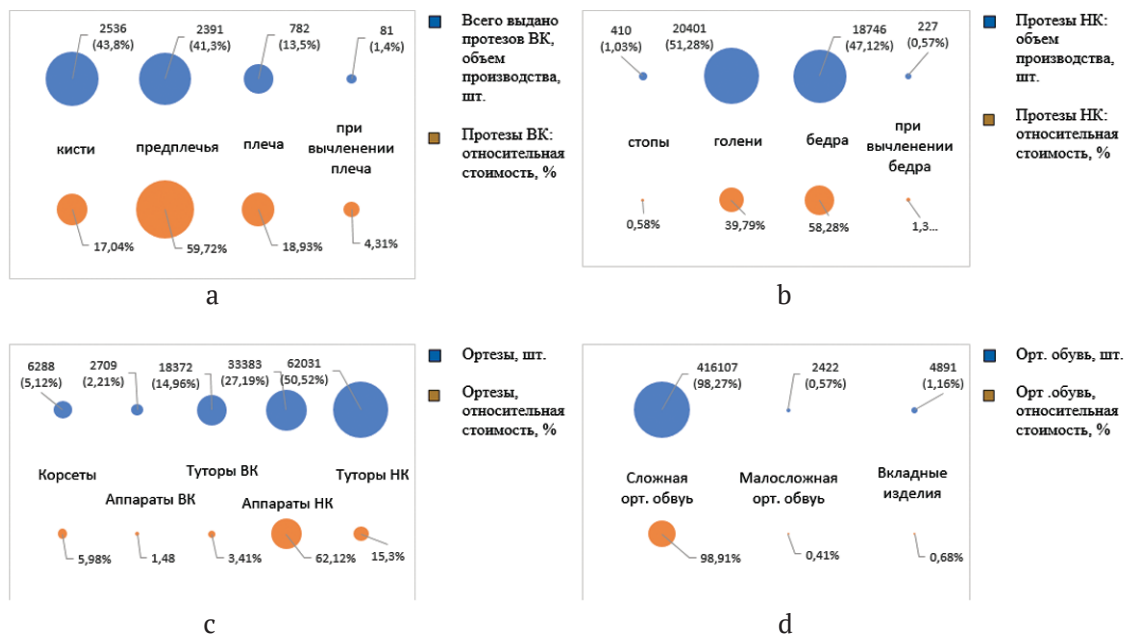 2536
(43,8%)
2391
(41,3%)
782
(13,5%)
81
(1,4%)
кисти
предплечья
плеча
при
вычленении
плеча
17,04%
59,72%
18,93%
4,31%
Всего выдано
протезов ВК,
объем
производства,
шт.
Протезы ВК:
относительная
стоимость, %
a
410
(1,03%)
20401
(51,28%)
18746
(47,12%)
227
(0,57%)
стопы
голени
бедра
при
вычленении
бедра
0,58%
39,79%
58,28%
1,3...
Протезы НК:
объем
производства,
шт.
Протезы НК:
относительная
стоимость, %
b
6288
(5,12%)
2709
(2,21%)
18372
(14,96%)
33383
(27,19%)
62031
(50,52%)
Корсеты
Аппараты ВК
Туторы ВК
Аппараты НК
Туторы НК
5,98%
1,48
3,41%
62,12%
15,3%
Ортезы, шт.
Ортезы,
относительная
стоимость, %
c
416107
(98,27%)
2422
(0,57%)
4891
(1,16%)
Сложная
орт. обвуь
Малосложная
орт. обвуь
Вкладные
изделия
98,91%
0,41%
0,68%
Орт. обувь, шт.
Орт .обувь,
относительная
стоимость, %
d